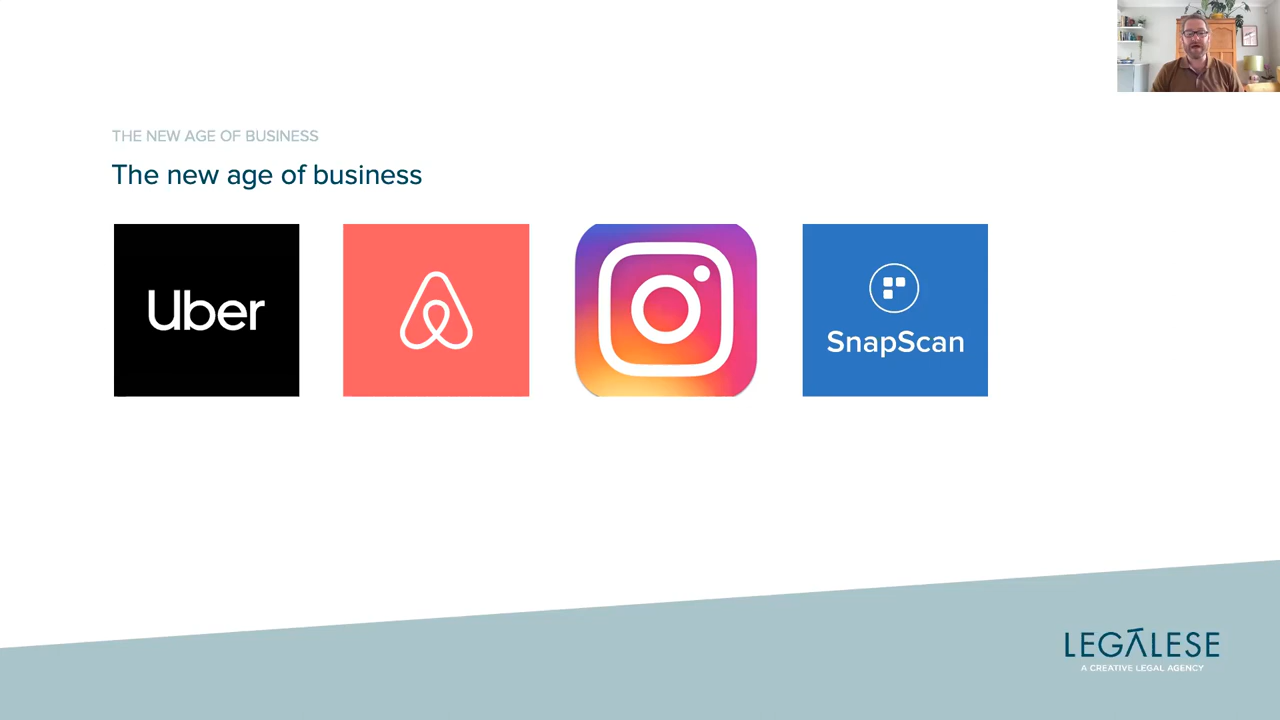 THE NEW AGE OF BUSINESS
The new age of business
Uber
SnapScan
LEGALESE
A CREATIVE LEGAL AGENCY